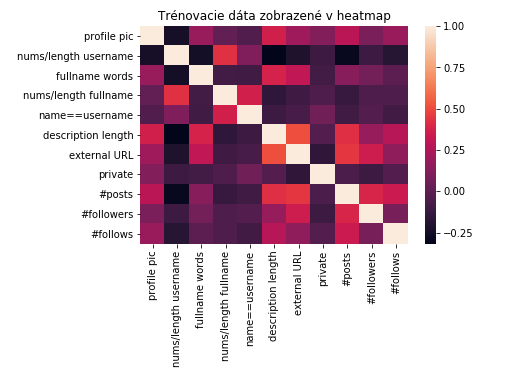 Trénovacie dáta zobrazené v heatmap
profile pic
nums/length username
fullname words
nums/length fullname
name==username
description length
external URL
private
#posts
#followers
#follows
profile pic
nums/length username
fullname words
nums/length fullname
name==username
description length
external URL
private
#posts
#followers
#follows
1.00
0.75
0.50
0.25
0.00
−0.25